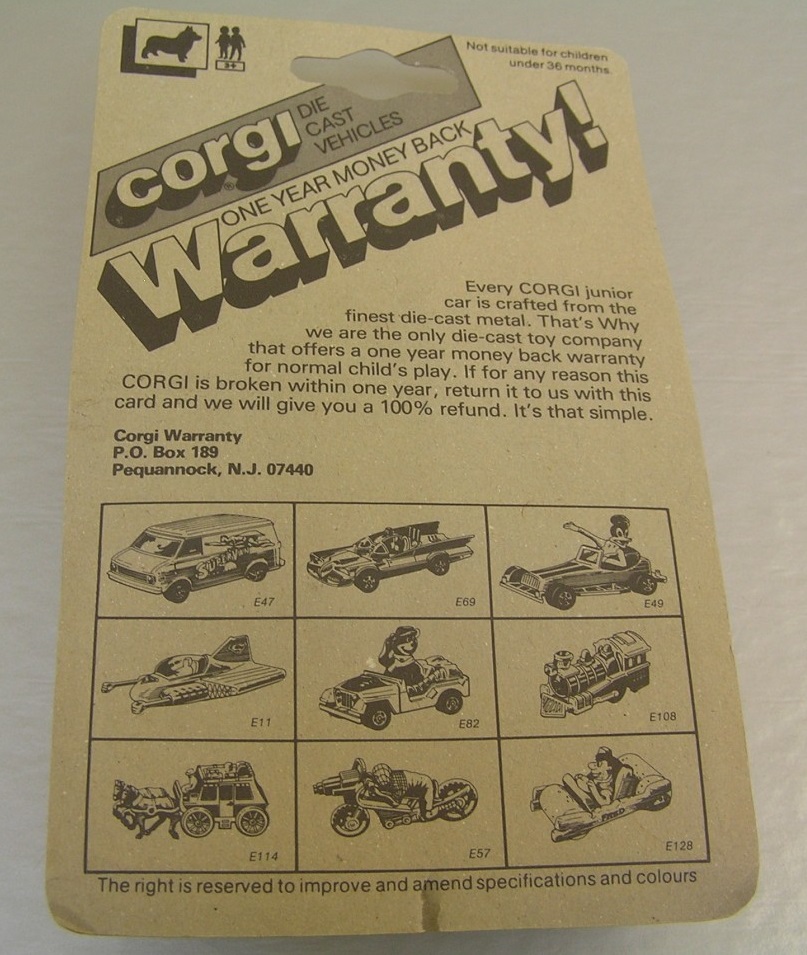 3+
Not suitable for children
under 36 months.
corgi
®
DIE
CAST
VEHICLES
ONE YEAR MONEY BACK
Warranty!
Every CORGI junior
car is crafted from the
finest die-cast metal. That's Why
we are the only die-cast toy company
that offers a one year money back warranty
for normal child's play. If for any reason this
CORGI is broken within one year, return it to us with this
card and we will give you a 100% refund. It's that simple.
Corgi Warranty
P.O. Box 189
Pequannock, N.J. 07440
E47
E69
E49
E11
E82
E108
E114
E57
FRED
E128
The right is reserved to improve and amend specifications and colours